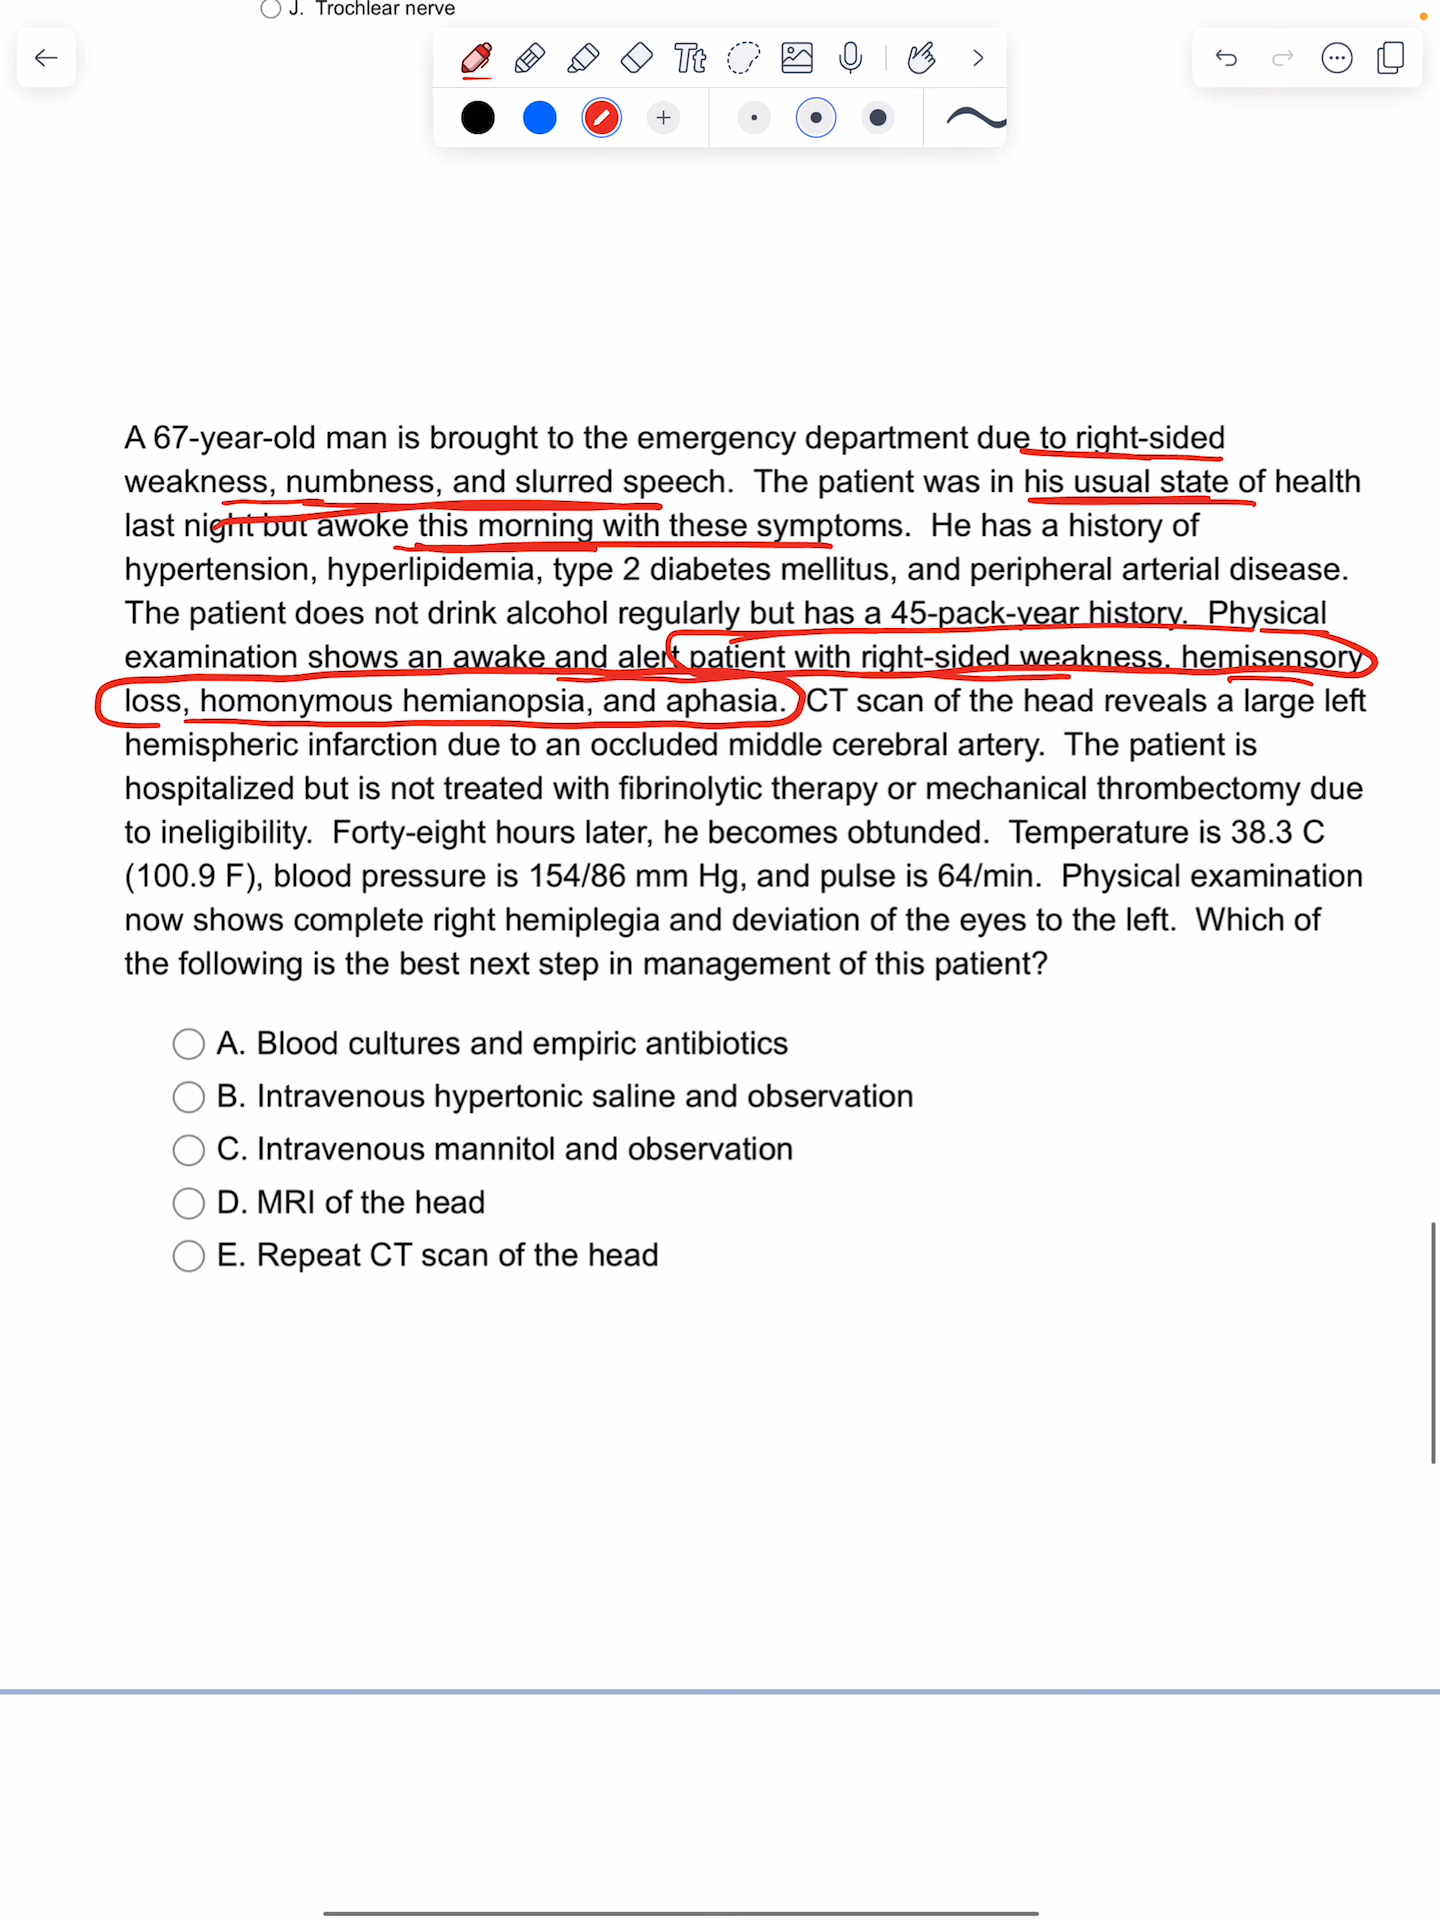 J. Trochlear nerve
Tt
A 67-year-old man is brought to the emergency department due to right-sided
weakness, numbness, and slurred speech. The patient was in his usual state of health
last night but awoke this morning with these symptoms. He has a history of
hypertension, hyperlipidemia, type 2 diabetes mellitus, and peripheral arterial disease.
The patient does not drink alcohol regularly but has a 45-pack-year history. Physical
examination shows an awake and alert patient with right-sided weakness, hemisensory
loss, homonymous hemianopsia, and aphasia. CT scan of the head reveals a large left
hemispheric infarction due to an occluded middle cerebral artery. The patient is
hospitalized but is not treated with fibrinolytic therapy or mechanical thrombectomy due
to ineligibility. Forty-eight hours later, he becomes obtunded. Temperature is 38.3 C
(100.9 F), blood pressure is 154/86 mm Hg, and pulse is 64/min. Physical examination
now shows complete right hemiplegia and deviation of the eyes to the left. Which of
the following is the best next step in management of this patient?
A. Blood cultures and empiric antibiotics
B. Intravenous hypertonic saline and observation
C. Intravenous mannitol and observation
D. MRI of the head
E. Repeat CT scan of the head